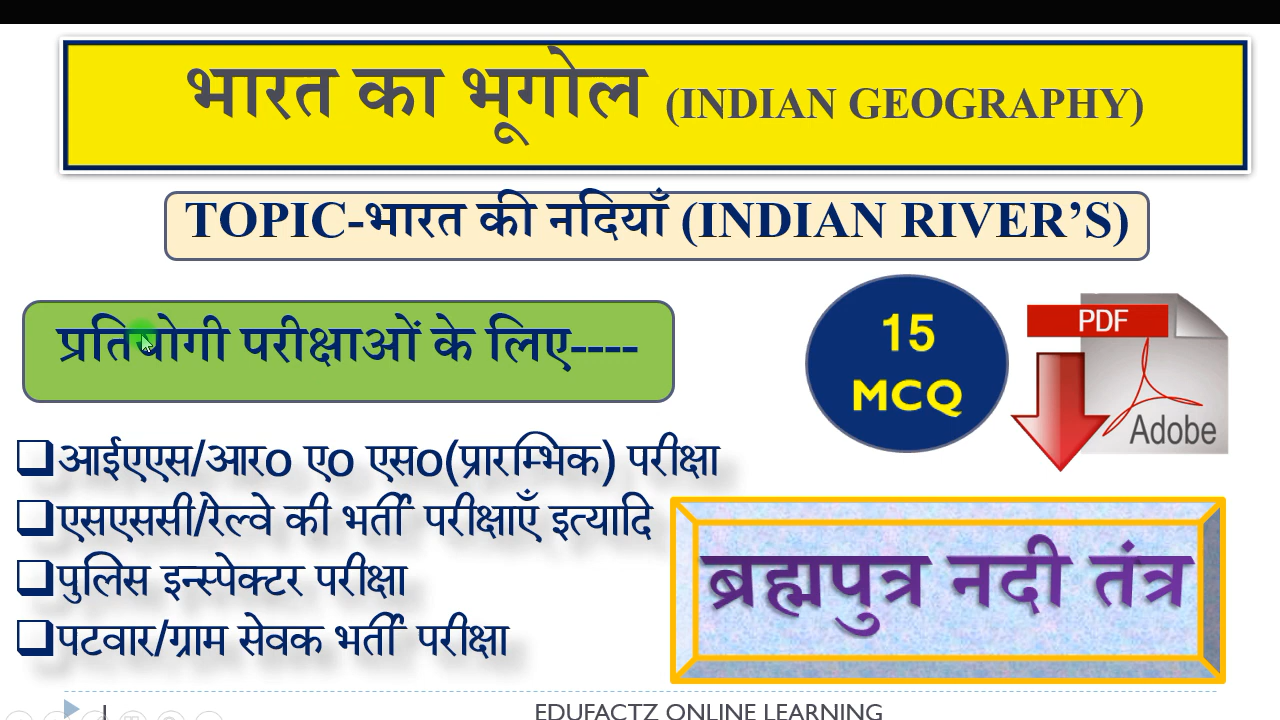 भारत का भूगोल (INDIAN GEOGRAPHY)
TOPIC-भारत की नदियाँ (INDIAN RIVER’S)
प्रतियोगी परीक्षाओं के लिए----
15
MCQ
PDF
Adobe
आईएएस/आर० ए० एस०(प्रारम्भिक) परीक्षा
एसएससी/रेल्वे की भर्ती परीक्षाएँ इत्यादि
पुलिस इन्स्पेक्टर परीक्षा
पटवार/ग्राम सेवक भर्ती परीक्षा
ब्रह्मपुत्र नदी तंत्र
1
EDUFACTZ ONLINE LEARNING